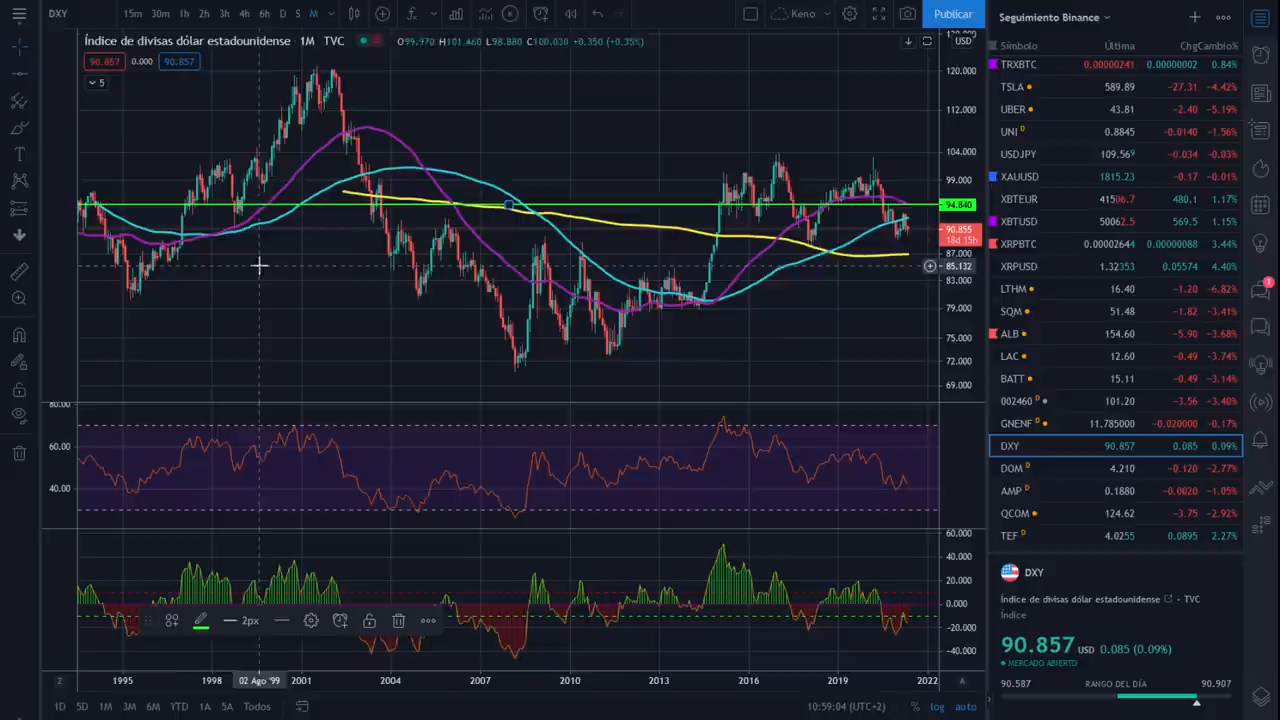 DXY 15m 30m 1h 2h 3h 4h 6h D S M Keno Publicar
Índice de divisas dólar estadounidense 1M TVC O99.970 H101.460 L98.880 C100.030 +0.350 (+0.35%) USD
90.857 0.000 90.857
5
120.000
112.000
104.000
99.000
94.840
90.855
18d 15h
87.000
85.132
83.000
79.000
75.000
72.000
69.000
80.00
60.00
40.00
60.000
40.000
20.000
0.000
-20.000
-40.000
2px
1995 1998 02 Ago '99 2004 2007 2010 2013 2016 2019 2022
Z A
1D 5D 1M 3M 6M YTD 1A 5A Todos 10:59:04 (UTC+2) % log auto
Seguimiento Binance
Símbolo Última Chg Cambio%
TRXBTC 0.00000241 0.00000002 0.84%
TSLA 589.89 -27.31 -4.42%
UBER 43.81 -2.40 -5.19%
UNI D 0.8845 -0.0140 -1.56%
USDJPY 109.569 -0.034 -0.03%
XAUUSD 1815.23 -0.17 -0.01%
XBTEUR 41506.7 480.1 1.17%
XBTUSD 50062.5 569.5 1.15%
XRPBTC 0.00002644 0.00000088 3.44%
XRPUSD 1.32353 0.05574 4.40%
LTHM 16.40 -1.20 -6.82%
SQM 51.48 -1.82 -3.41%
ALB 154.60 -5.90 -3.68%
LAC 12.60 -0.49 -3.74%
BATT 15.11 -0.49 -3.14%
002460 D 101.20 -3.56 -3.40%
GNENF D 11.785000 -0.020000 -0.17%
DXY 90.857 0.085 0.09%
DOM D 4.210 -0.120 -2.77%
AMP D 0.1880 -0.0020 -1.05%
QCOM 124.62 -3.75 -2.92%
TEF D 4.0255 0.0895 2.27%
1
DXY
Índice de divisas dólar estadounidense • TVC
Índice
90.857 USD 0.085 (0.09%)
MERCADO ABIERTO
90.587 RANGO DEL DÍA 90.907